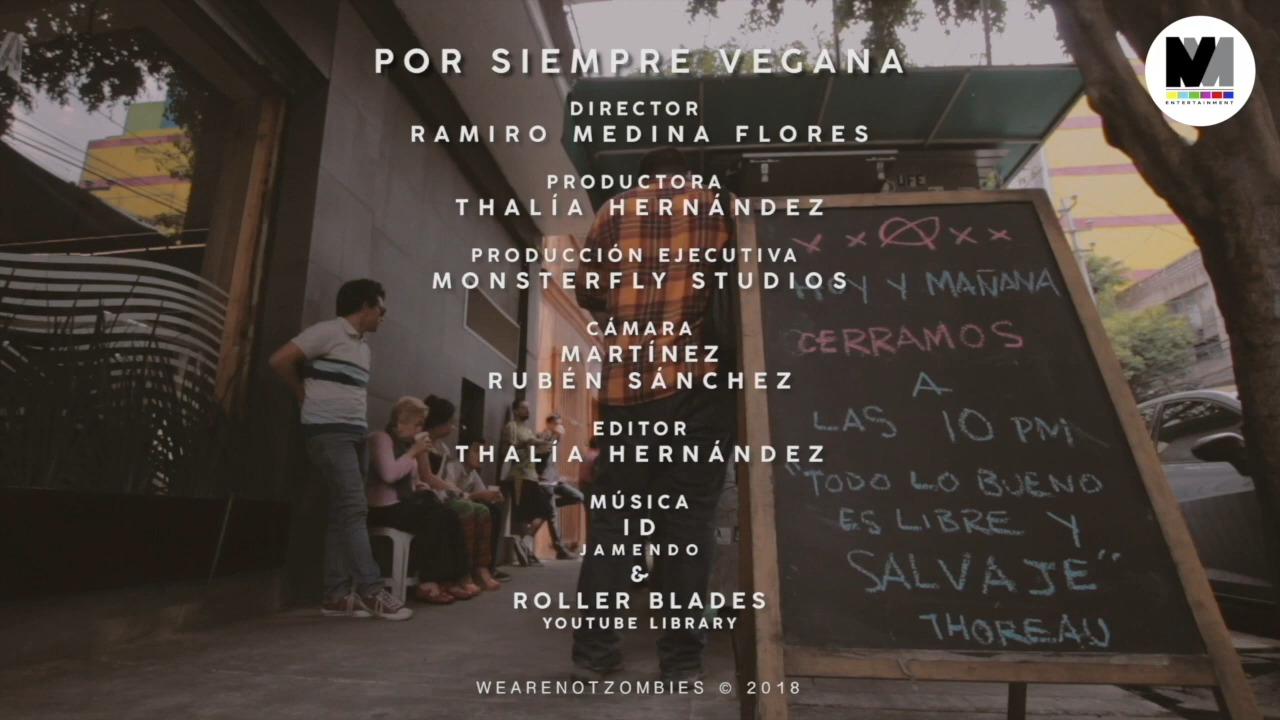 POR SIEMPRE VEGANA
DIRECTOR
RAMIRO MEDINA FLORES
PRODUCTORA
THALÍA HERNÁNDEZ
PRODUCCIÓN EJECUTIVA
MONSTERFLY STUDIOS
CÁMARA
MARTÍNEZ
RUBÉN SÁNCHEZ
EDITOR
THALÍA HERNÁNDEZ
MÚSICA
ID
JAMENDO
&
ROLLER BLADES
YOUTUBE LIBRARY
WEARENOTZOMBIES © 2018
ENTERTAINMENT
LIFE
x x A x x
HOY Y MAÑANA
CERRAMOS
A
LAS 10 PM
"TODO LO BUENO
ES LIBRE Y
SALVAJE"
THOREAU